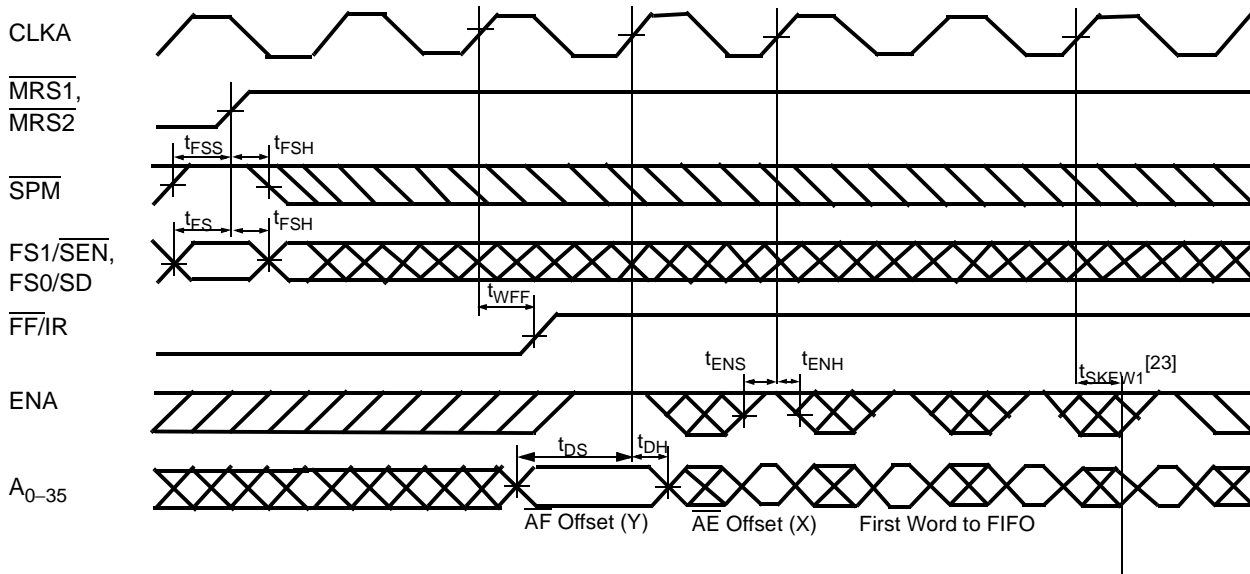 CLKA
MRS1,
MRS2
tFSS tFSH
SPM
tFS tFSH
FS1/SEN,
FS0/SD
tWFF
FF/IR
tENS tENH tSKEW1[23]
ENA
tDS tDH
A0–35
AF Offset (Y) AE Offset (X) First Word to FIFO